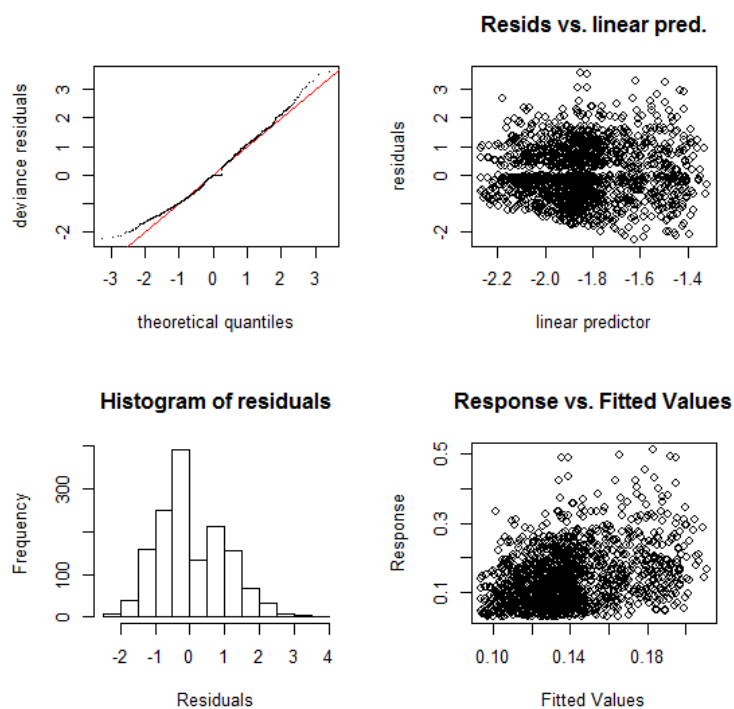 Resids vs. linear pred.
deviance residuals
3
2
1
0
-2
-3 -2 -1 0 1 2 3
theoretical quantiles
residuals
3
2
1
0
-2
-2.2 -2.0 -1.8 -1.6 -1.4
linear predictor
Histogram of residuals
Frequency
300
100
0
-2 -1 0 1 2 3 4
Residuals
Response vs. Fitted Values
Response
0.5
0.3
0.1
0.10 0.14 0.18
Fitted Values